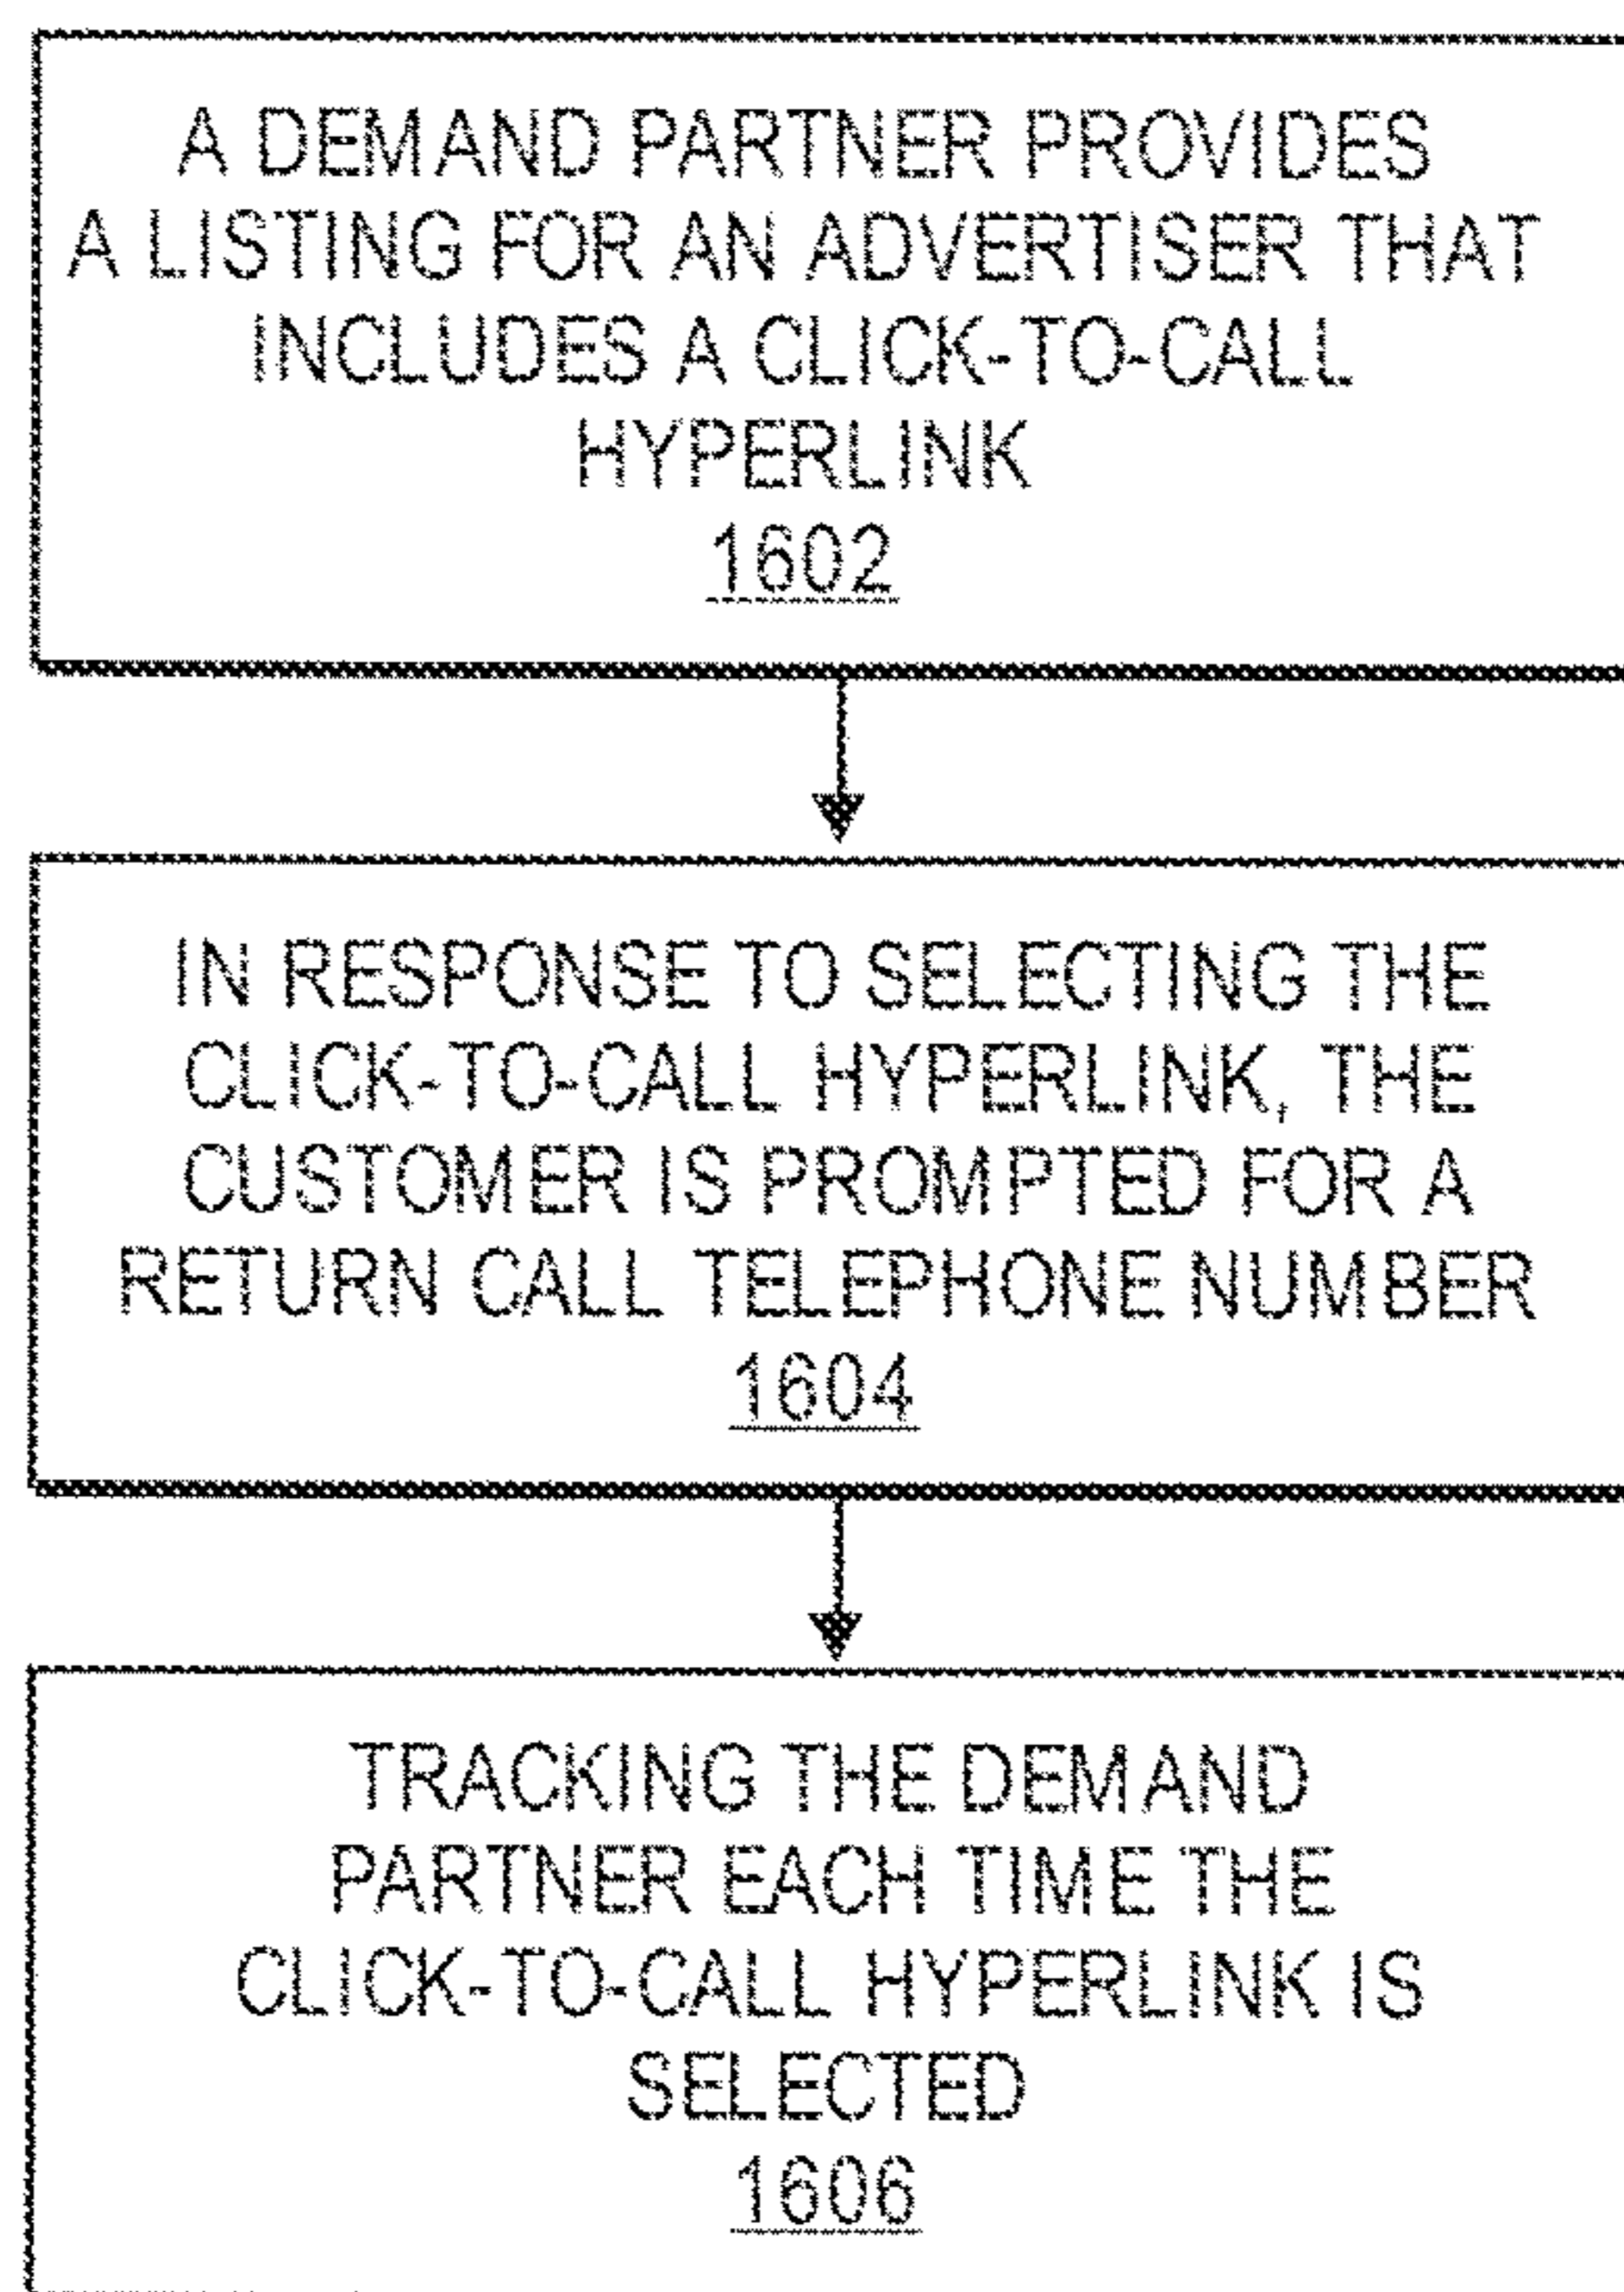 A DEMAND PARTNER PROVIDES
A LISTING FOR AN ADVERTISER THAT
INCLUDES A CLICK-TO-CALL
HYPERLINK
1602
IN RESPONSE TO SELECTING THE
CLICK-TO-CALL HYPERLINK, THE
CUSTOMER IS PROMPTED FOR A
RETURN CALL TELEPHONE NUMBER
1604
TRACKING THE DEMAND
PARTNER EACH TIME THE
CLICK-TO-CALL HYPERLINK IS
SELECTED
1606